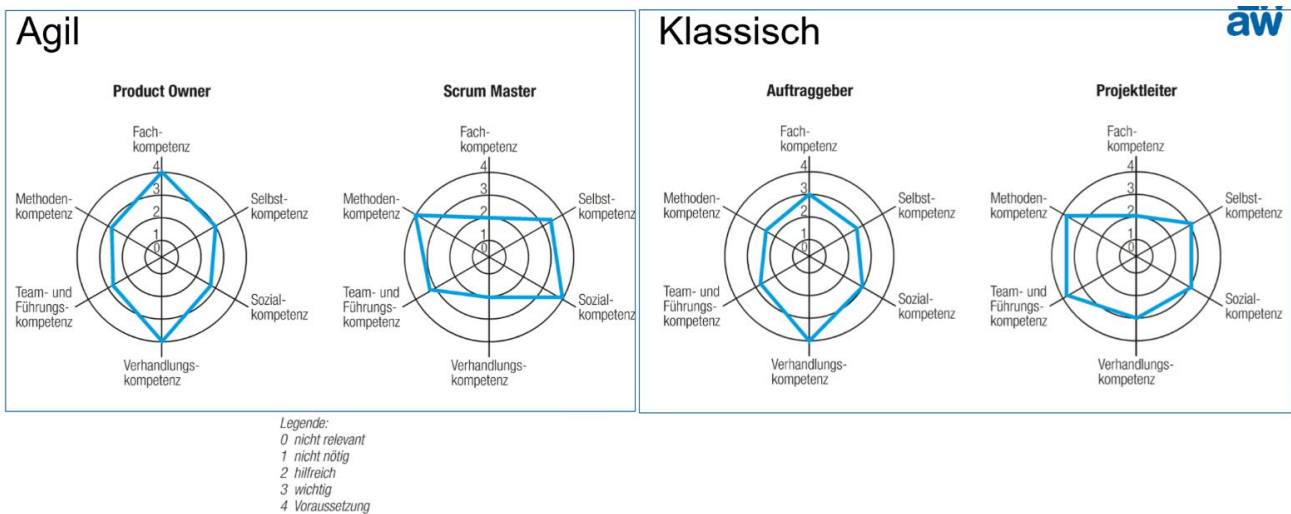 Agil
Product Owner
Fach-
kompetenz
4
3
2
1
0
Selbst-
kompetenz
Sozial-
kompetenz
Verhandlungs-
kompetenz
Team- und
Führungs-
kompetenz
Methoden-
kompetenz
Scrum Master
Fach-
kompetenz
4
3
2
1
0
Selbst-
kompetenz
Sozial-
kompetenz
Verhandlungs-
kompetenz
Team- und
Führungs-
kompetenz
Methoden-
kompetenz
Klassisch
aw
Auftraggeber
Fach-
kompetenz
4
3
2
1
0
Selbst-
kompetenz
Sozial-
kompetenz
Verhandlungs-
kompetenz
Team- und
Führungs-
kompetenz
Methoden-
kompetenz
Projektleiter
Fach-
kompetenz
4
3
2
1
0
Selbst-
kompetenz
Sozial-
kompetenz
Verhandlungs-
kompetenz
Team- und
Führungs-
kompetenz
Methoden-
kompetenz
Legende:
0 nicht relevant
1 nicht nötig
2 hilfreich
3 wichtig
4 Voraussetzung